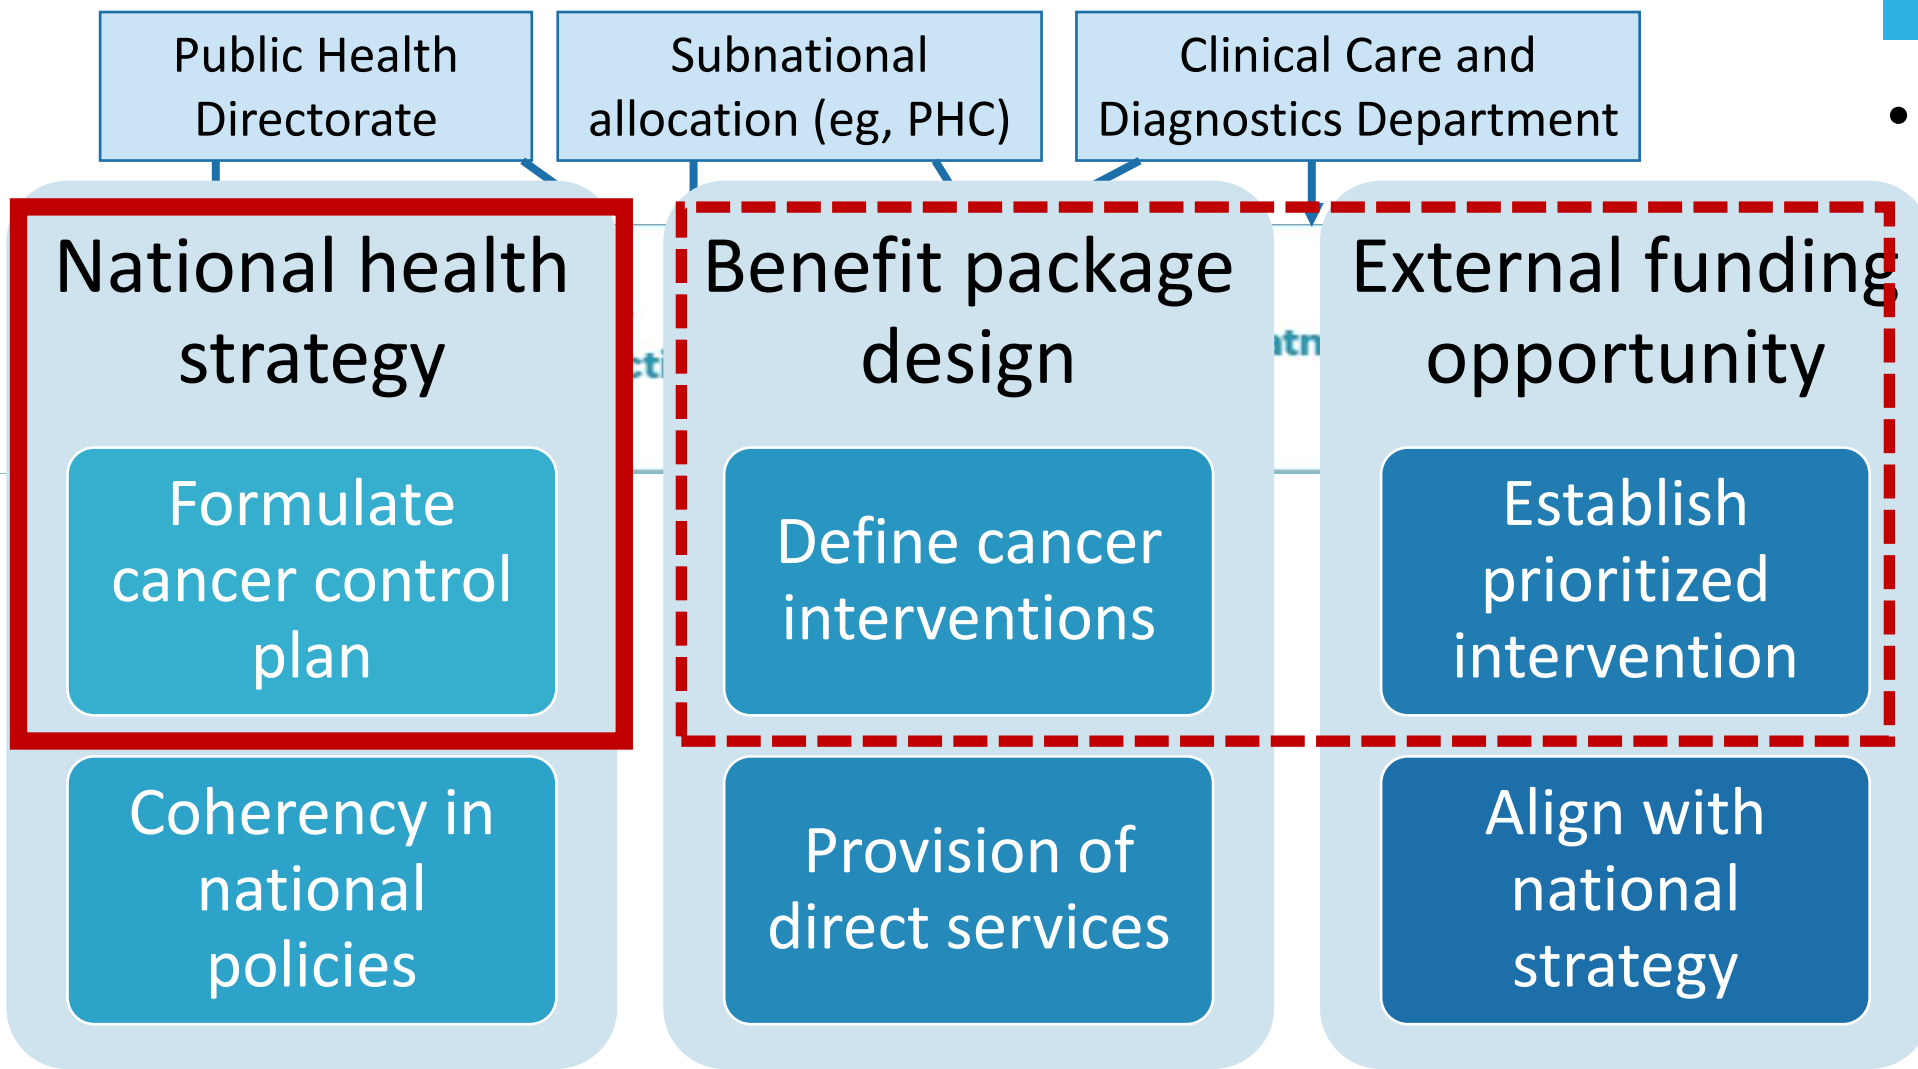 Public Health
Directorate
Subnational
allocation (eg, PHC)
Clinical Care and
Diagnostics Department
•
National health
strategy
Benefit package
design
External funding
opportunity
Formulate
cancer control
plan
Define cancer
interventions
Establish
prioritized
intervention
Coherency in
national
policies
Provision of
direct services
Align with
national
strategy